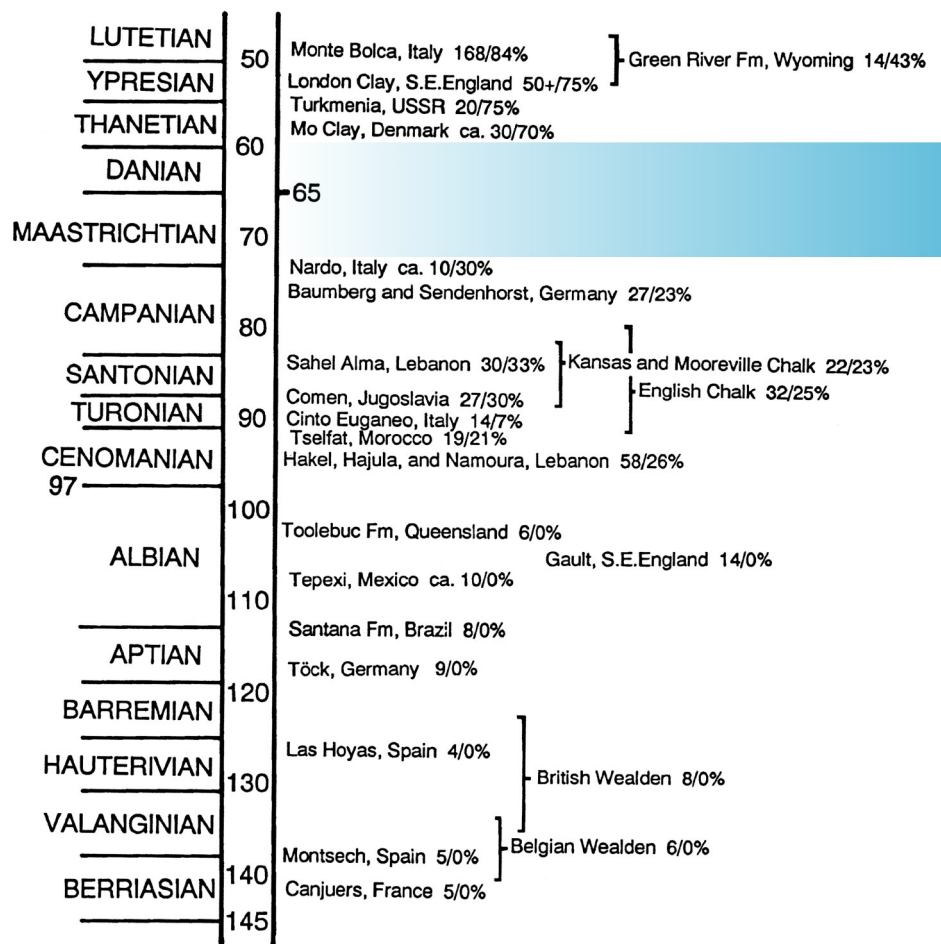 LUTETIAN
50
Monte Bolca, Italy 168/84%
Green River Fm, Wyoming 14/43%
YPRESIAN
London Clay, S.E.England 50+/75%
Turkmenia, USSR 20/75%
THANETIAN
Mo Clay, Denmark ca. 30/70%
60
DANIAN
65
MAASTRICHTIAN
70
Nardo, Italy ca. 10/30%
Baumberg and Sendenhorst, Germany 27/23%
CAMPANIAN
80
Sahel Alma, Lebanon 30/33%
Kansas and Mooreville Chalk 22/23%
SANTONIAN
English Chalk 32/25%
Comen, Jugoslavia 27/30%
TURONIAN
90
Cinto Euganeo, Italy 14/7%
Tselfat, Morocco 19/21%
CENOMANIAN
Hakel, Hajula, and Namoura, Lebanon 58/26%
97
100
Toolebuc Fm, Queensland 6/0%
ALBIAN
Gault, S.E.England 14/0%
Tepexi, Mexico ca. 10/0%
110
Santana Fm, Brazil 8/0%
APTIAN
Töck, Germany 9/0%
120
BARREMIAN
Las Hoyas, Spain 4/0%
HAUTERIVIAN
130
British Wealden 8/0%
VALANGINIAN
Belgian Wealden 6/0%
Montsech, Spain 5/0%
140
BERRIASIAN
Canjuers, France 5/0%
145